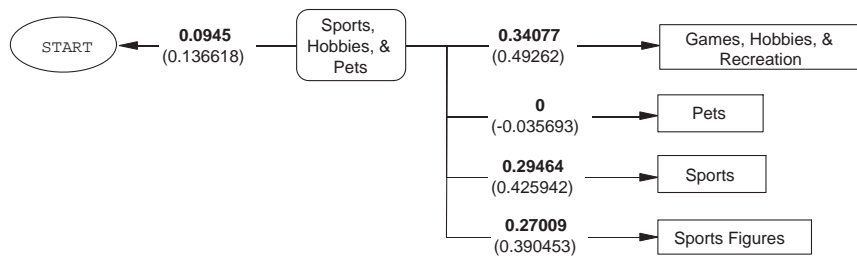 START
0.0945
(0.136618)
Sports,
Hobbies, &
Pets
0.34077
(0.49262)
Games, Hobbies, &
Recreation
0
(-0.035693)
Pets
0.29464
(0.425942)
Sports
0.27009
(0.390453)
Sports Figures